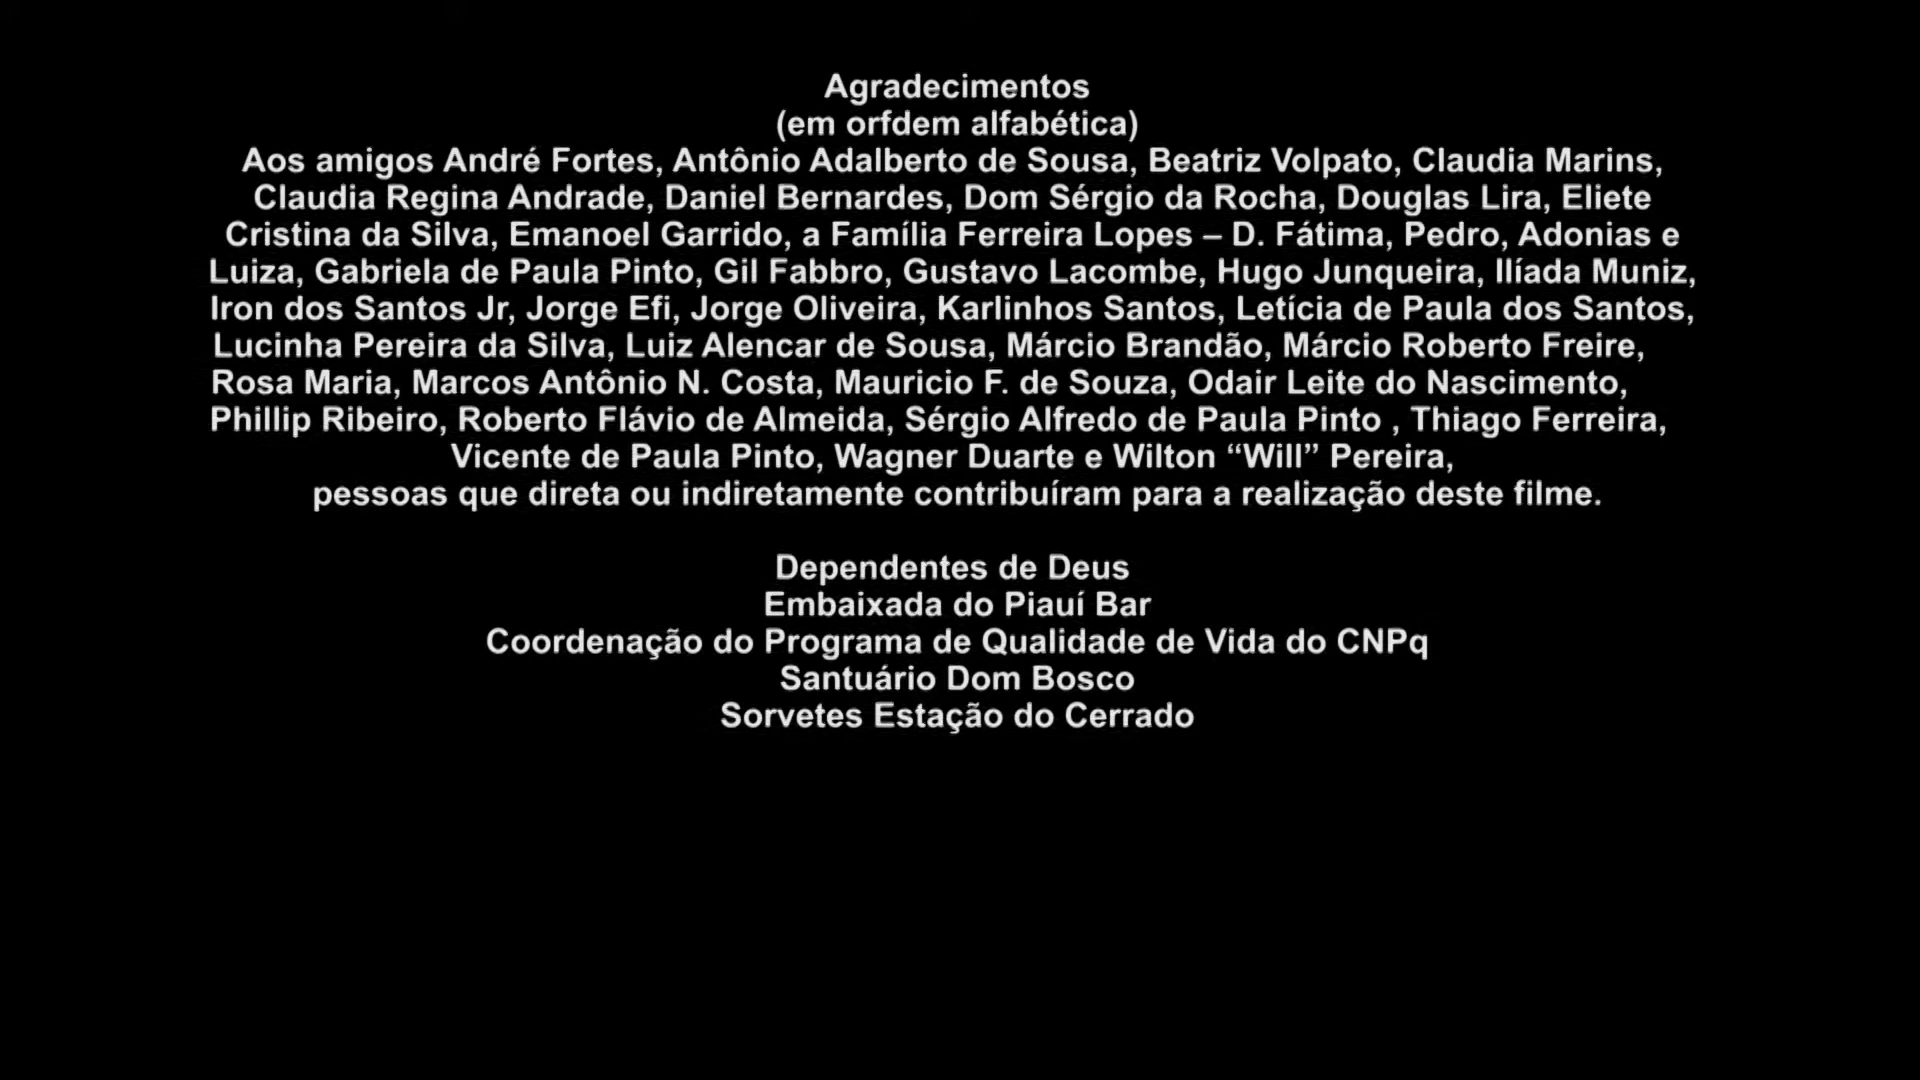 Agradecimentos
(em orfdem alfabética)
Aos amigos André Fortes, Antônio Adalberto de Sousa, Beatriz Volpato, Claudia Marins,
Claudia Regina Andrade, Daniel Bernardes, Dom Sérgio da Rocha, Douglas Lira, Eliete
Cristina da Silva, Emanoel Garrido, a Família Ferreira Lopes – D. Fátima, Pedro, Adonias e
Luiza, Gabriela de Paula Pinto, Gil Fabbro, Gustavo Lacombe, Hugo Junqueira, Ilíada Muniz,
Iron dos Santos Jr, Jorge Efi, Jorge Oliveira, Karlinhos Santos, Letícia de Paula dos Santos,
Lucinha Pereira da Silva, Luiz Alencar de Sousa, Márcio Brandão, Márcio Roberto Freire,
Rosa Maria, Marcos Antônio N. Costa, Mauricio F. de Souza, Odair Leite do Nascimento,
Phillip Ribeiro, Roberto Flávio de Almeida, Sérgio Alfredo de Paula Pinto , Thiago Ferreira,
Vicente de Paula Pinto, Wagner Duarte e Wilton “Will” Pereira,
pessoas que direta ou indiretamente contribuíram para a realização deste filme.
Dependentes de Deus
Embaixada do Piauí Bar
Coordenação do Programa de Qualidade de Vida do CNPq
Santuário Dom Bosco
Sorvetes Estação do Cerrado